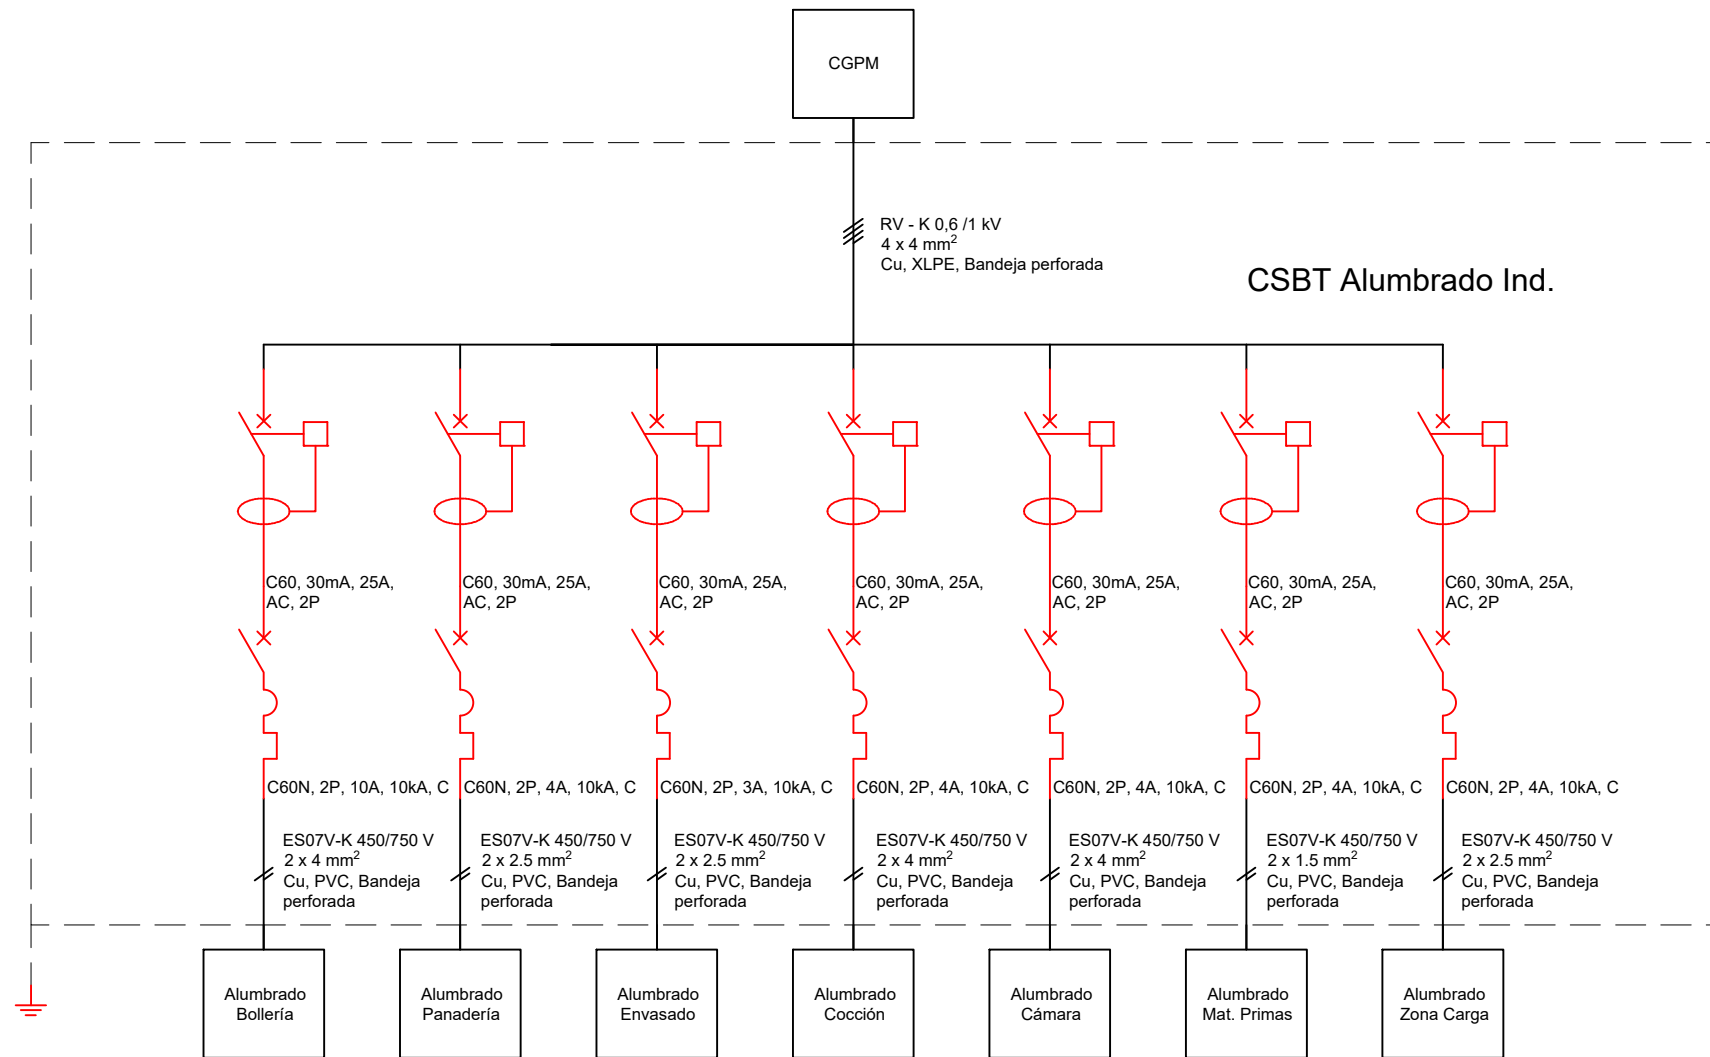 CGPM
RV - K 0,6 /1 kV
4 x 4 mm²
Cu, XLPE, Bandeja perforada
CSBT Alumbrado Ind.
C60, 30mA, 25A,
AC, 2P
C60, 30mA, 25A,
AC, 2P
C60, 30mA, 25A,
AC, 2P
C60, 30mA, 25A,
AC, 2P
C60, 30mA, 25A,
AC, 2P
C60, 30mA, 25A,
AC, 2P
C60, 30mA, 25A,
AC, 2P
C60N, 2P, 10A, 10kA, C
C60N, 2P, 4A, 10kA, C
C60N, 2P, 3A, 10kA, C
C60N, 2P, 4A, 10kA, C
C60N, 2P, 4A, 10kA, C
C60N, 2P, 4A, 10kA, C
C60N, 2P, 4A, 10kA, C
ES07V-K 450/750 V
2 x 4 mm²
Cu, PVC, Bandeja
perforada
ES07V-K 450/750 V
2 x 2.5 mm²
Cu, PVC, Bandeja
perforada
ES07V-K 450/750 V
2 x 2.5 mm²
Cu, PVC, Bandeja
perforada
ES07V-K 450/750 V
2 x 4 mm²
Cu, PVC, Bandeja
perforada
ES07V-K 450/750 V
2 x 4 mm²
Cu, PVC, Bandeja
perforada
ES07V-K 450/750 V
2 x 1.5 mm²
Cu, PVC, Bandeja
perforada
ES07V-K 450/750 V
2 x 2.5 mm²
Cu, PVC, Bandeja
perforada
Alumbrado
Bollería
Alumbrado
Panadería
Alumbrado
Envasado
Alumbrado
Cocción
Alumbrado
Cámara
Alumbrado
Mat. Primas
Alumbrado
Zona Carga